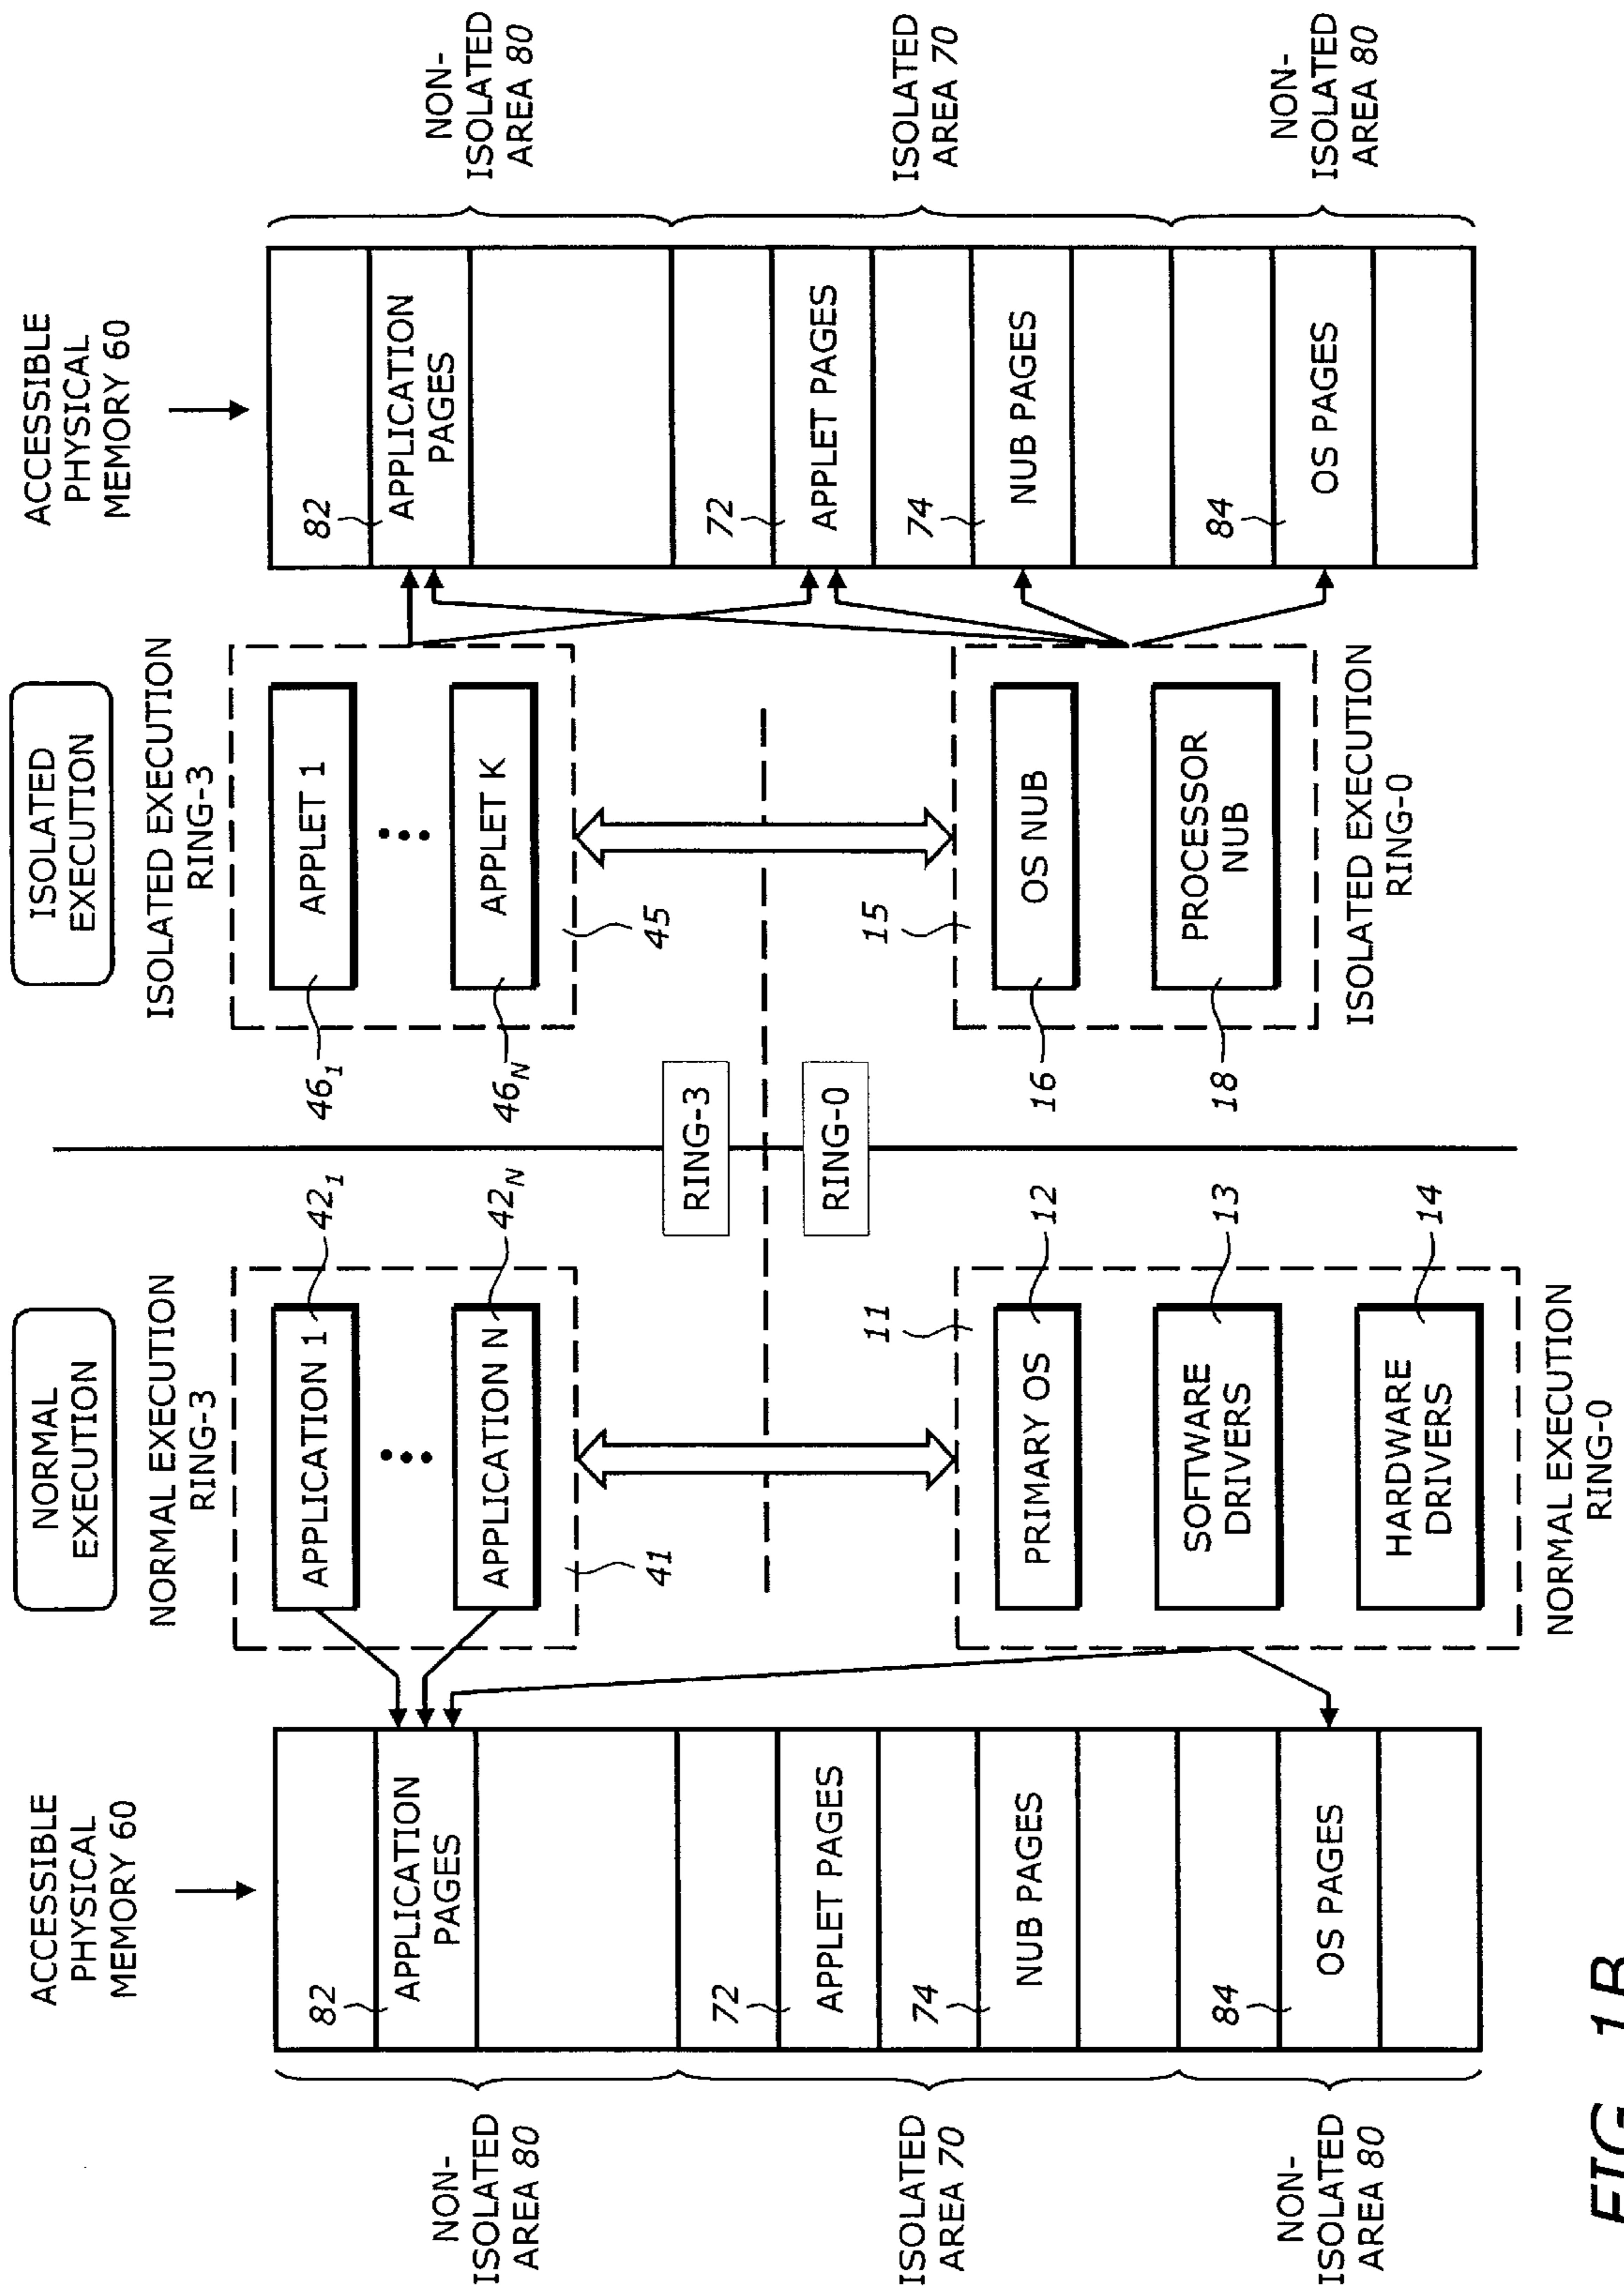 ACCESSIBLE
PHYSICAL
MEMORY 60
NORMAL
EXECUTION
ISOLATED
EXECUTION
ACCESSIBLE
PHYSICAL
MEMORY 60
NON-
ISOLATED
AREA 80
82
APPLICATION
PAGES
ISOLATED
AREA 70
72
APPLET PAGES
74
NUB PAGES
NON-
ISOLATED
AREA 80
84
OS PAGES
NORMAL EXECUTION
RING-3
APPLICATION 1
42₁
APPLICATION N
42_N
41
RING-3
RING-0
11
PRIMARY OS
12
SOFTWARE
DRIVERS
13
HARDWARE
DRIVERS
14
NORMAL EXECUTION
RING-0
ISOLATED EXECUTION
RING-3
46₁
APPLET 1
46_N
APPLET K
45
15
16
OS NUB
18
PROCESSOR
NUB
ISOLATED EXECUTION
RING-0
82
APPLICATION
PAGES
NON-
ISOLATED
AREA 80
72
APPLET PAGES
74
NUB PAGES
ISOLATED
AREA 70
84
OS PAGES
NON-
ISOLATED
AREA 80
FIG. 1B